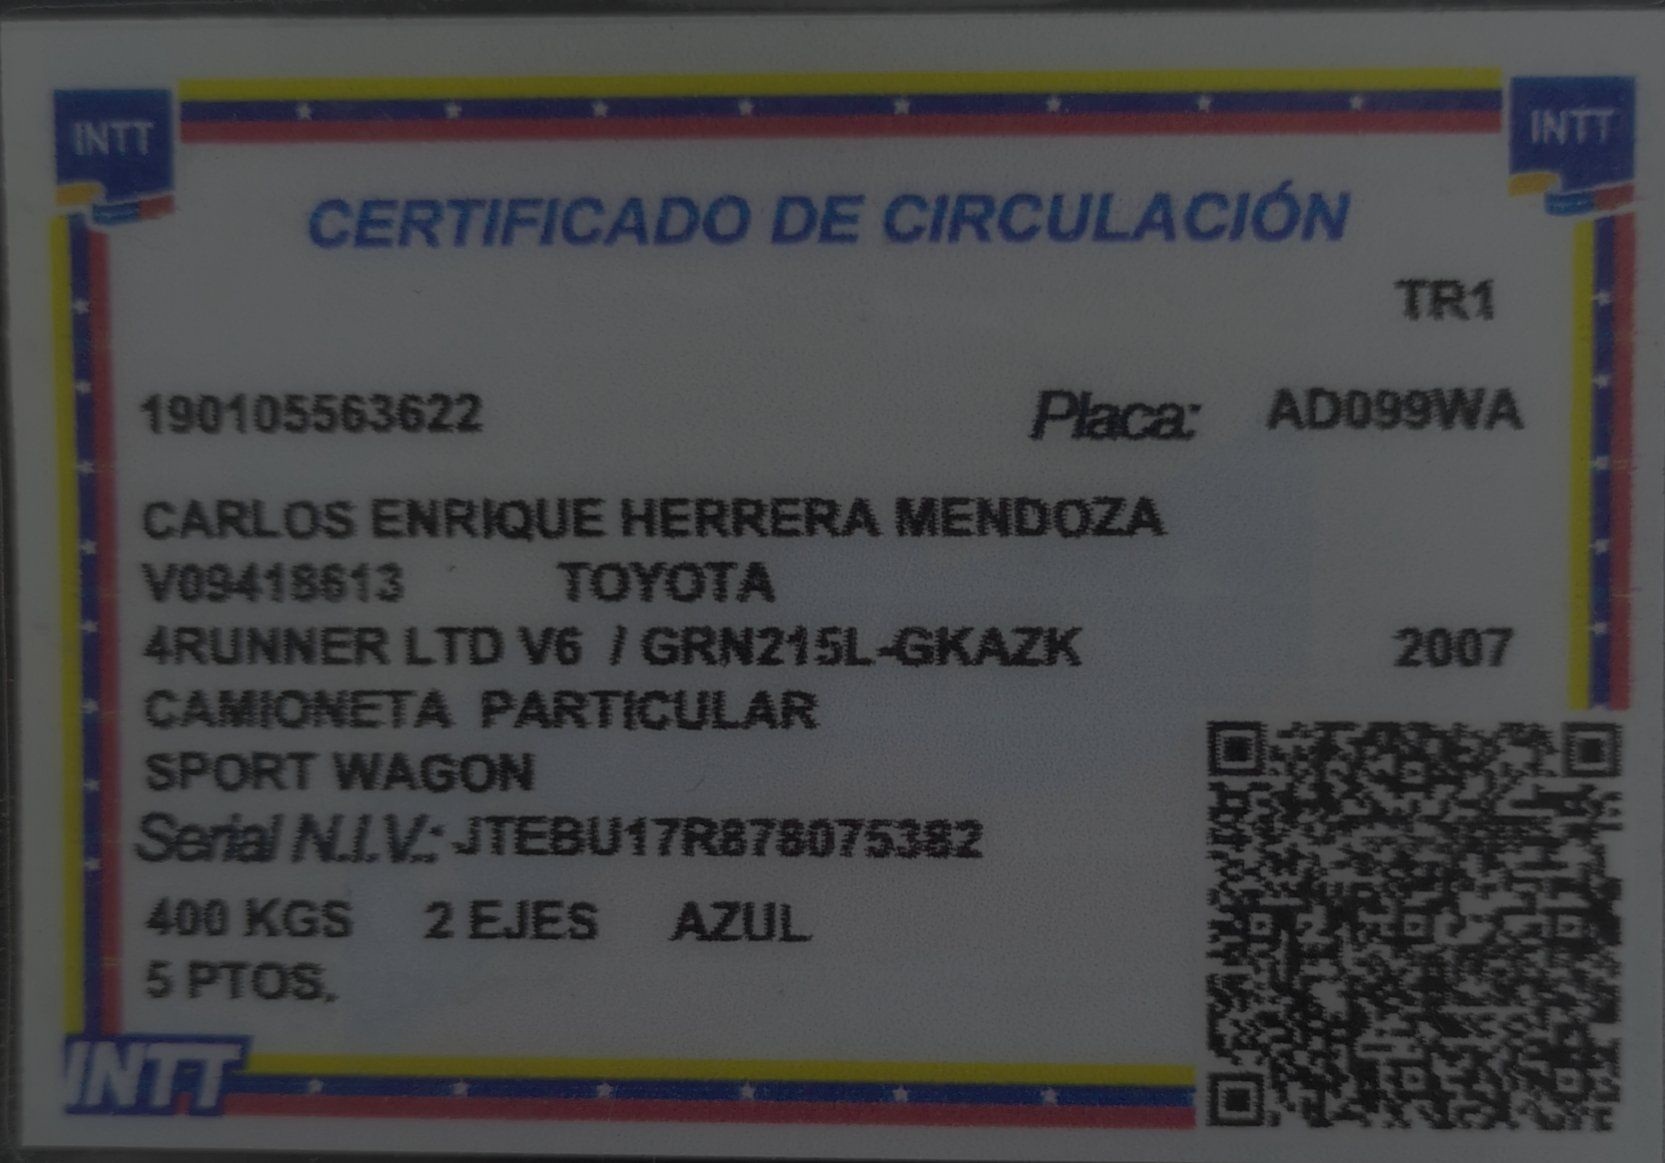 INTT INTT
CERTIFICADO DE CIRCULACIÓN
TR1
190105563622 Placa: AD099WA
CARLOS ENRIQUE HERRERA MENDOZA
V09418613 TOYOTA
4RUNNER LTD V6 / GRN215L-GKAZK 2007
CAMIONETA PARTICULAR
SPORT WAGON
Serial N.I.V.: JTEBU17R878075382
400 KGS 2 EJES AZUL
5 PTOS.
INTT